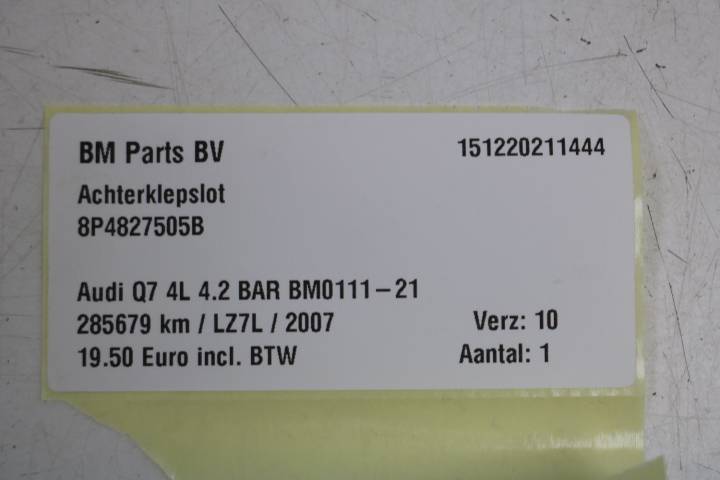 BM Parts BV 151220211444
Achterklepslot
8P4827505B
Audi Q7 4L 4.2 BAR BM0111-21
285679 km / LZ7L / 2007 Verz: 10
19.50 Euro incl. BTW Aantal: 1